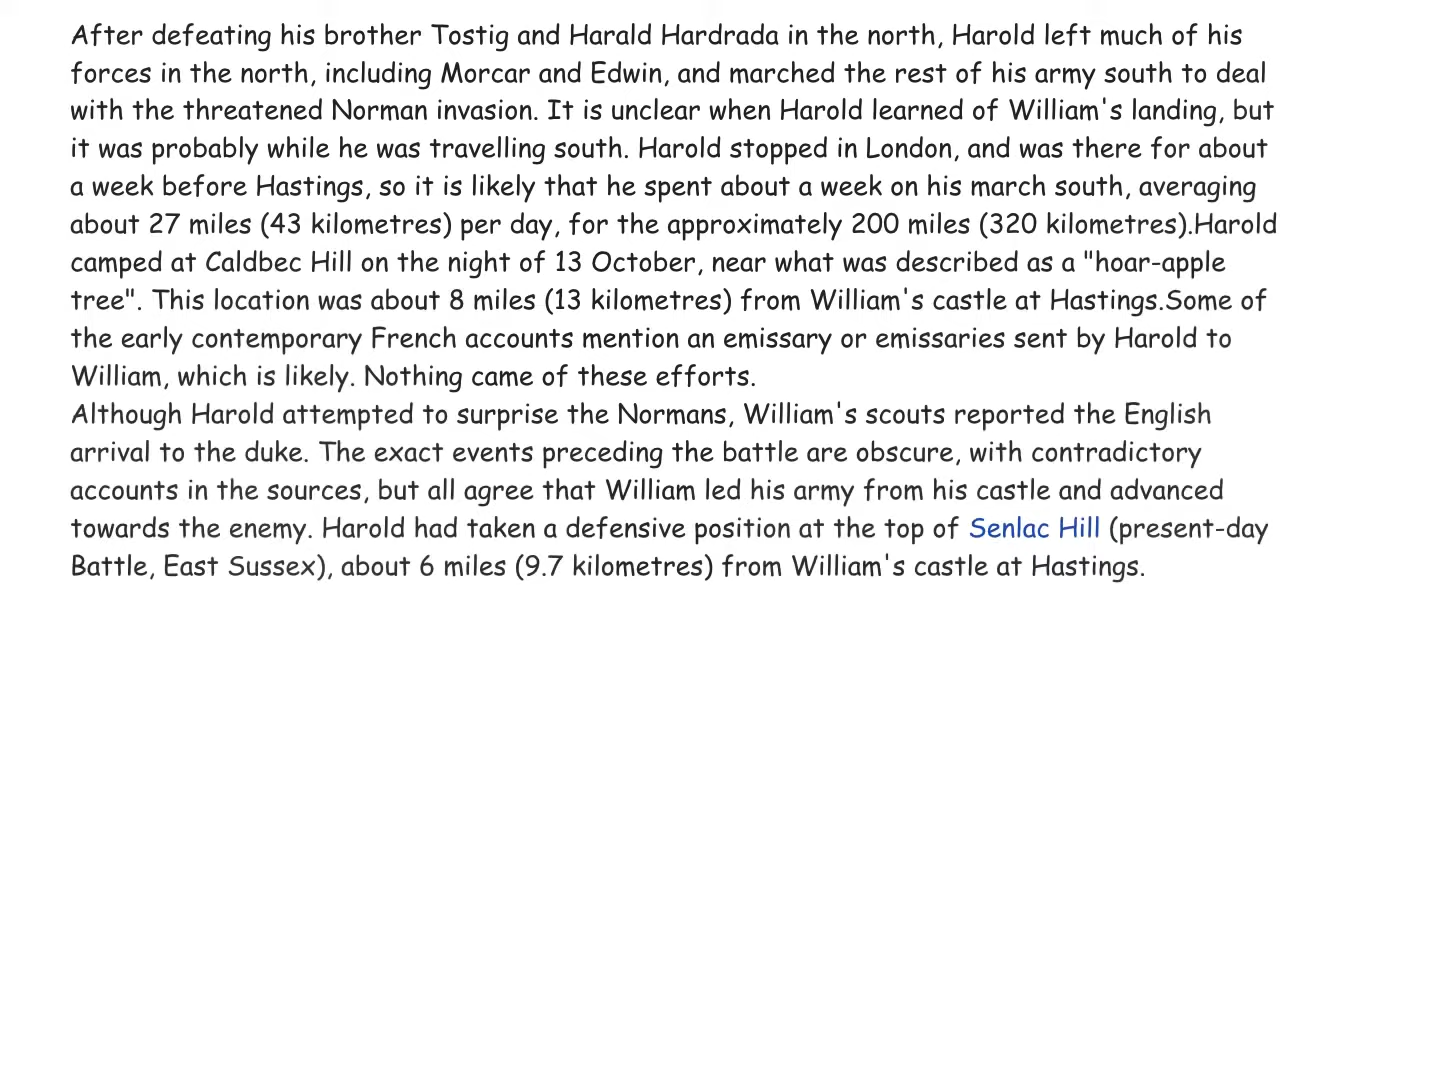 After defeating his brother Tostig and Harald Hardrada in the north, Harold left much of his
forces in the north, including Morcar and Edwin, and marched the rest of his army south to deal
with the threatened Norman invasion. It is unclear when Harold learned of William's landing, but
it was probably while he was travelling south. Harold stopped in London, and was there for about
a week before Hastings, so it is likely that he spent about a week on his march south, averaging
about 27 miles (43 kilometres) per day, for the approximately 200 miles (320 kilometres).Harold
camped at Caldbec Hill on the night of 13 October, near what was described as a "hoar-apple
tree". This location was about 8 miles (13 kilometres) from William's castle at Hastings.Some of
the early contemporary French accounts mention an emissary or emissaries sent by Harold to
William, which is likely. Nothing came of these efforts.
Although Harold attempted to surprise the Normans, William's scouts reported the English
arrival to the duke. The exact events preceding the battle are obscure, with contradictory
accounts in the sources, but all agree that William led his army from his castle and advanced
towards the enemy. Harold had taken a defensive position at the top of Senlac Hill (present-day
Battle, East Sussex), about 6 miles (9.7 kilometres) from William's castle at Hastings.